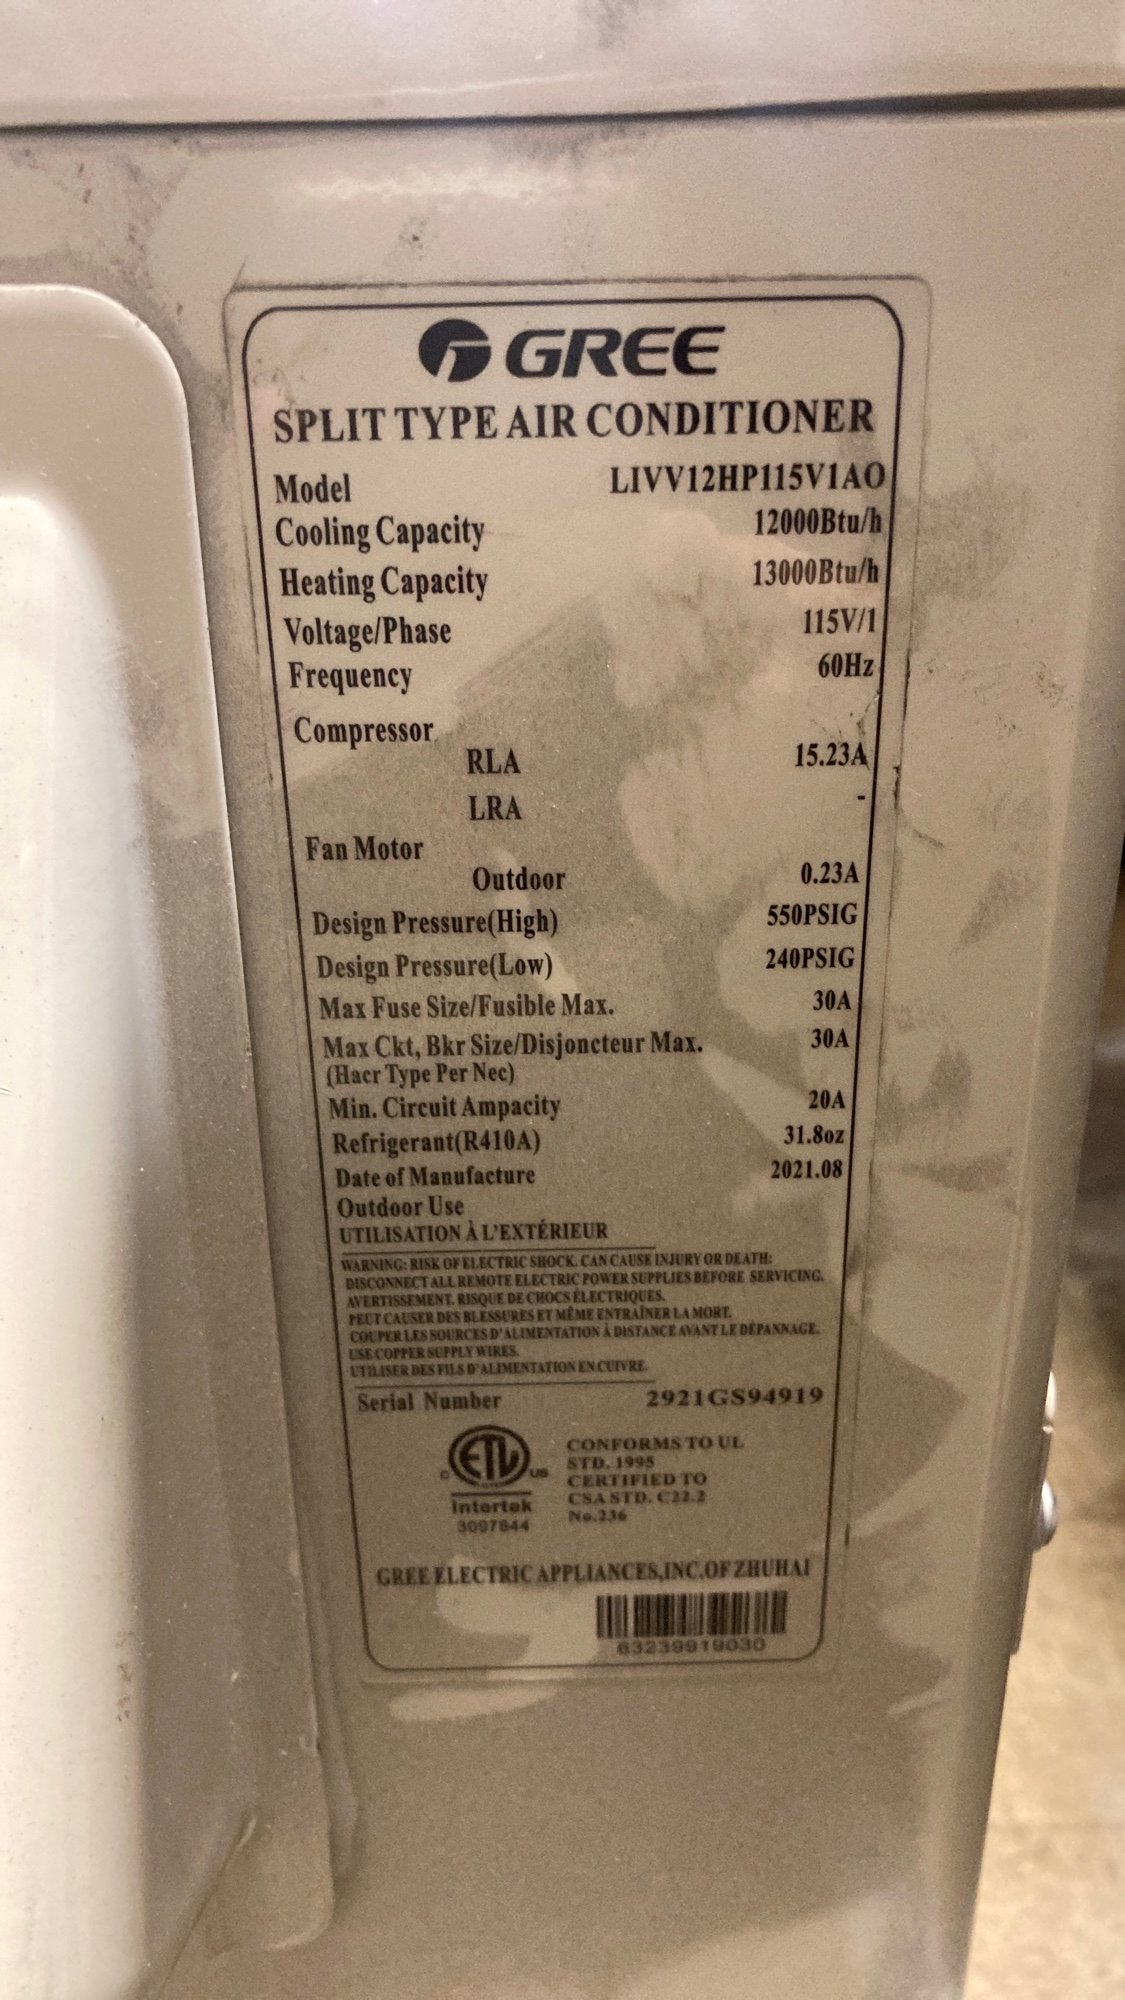 GREE
SPLIT TYPE AIR CONDITIONER
Model LIVV12HP115V1AO
Cooling Capacity 12000Btu/h
Heating Capacity 13000Btu/h
Voltage/Phase 115V/1
Frequency 60Hz
Compressor
RLA 15.23A
LRA -
Fan Motor
Outdoor 0.23A
Design Pressure(High) 550PSIG
Design Pressure(Low) 240PSIG
Max Fuse Size/Fusible Max. 30A
Max Ckt, Bkr Size/Disjoncteur Max. 30A
(Hacr Type Per Nec)
Min. Circuit Ampacity 20A
Refrigerant(R410A) 31.8oz
Date of Manufacture 2021.08
Outdoor Use
UTILISATION À L'EXTÉRIEUR
WARNING: RISK OF ELECTRIC SHOCK. CAN CAUSE INJURY OR DEATH:
DISCONNECT ALL REMOTE ELECTRIC POWER SUPPLIES BEFORE SERVICING.
AVERTISSEMENT. RISQUE DE CHOCS ÉLECTRIQUES.
PEUT CAUSER DES BLESSURES ET MÊME ENTRAÎNER LA MORT.
COUPER LES SOURCES D'ALIMENTATION À DISTANCE AVANT LE DÉPANNAGE.
USE COPPER SUPPLY WIRES.
UTILISER DES FILS D'ALIMENTATION EN CUIVRE.
Serial Number 2921GS94919
C ETL US
Intertek
3097844
CONFORMS TO UL
STD. 1995
CERTIFIED TO
CSA STD. C22.2
No.236
GREE ELECTRIC APPLIANCES,INC.OF ZHUHAI
63239919030